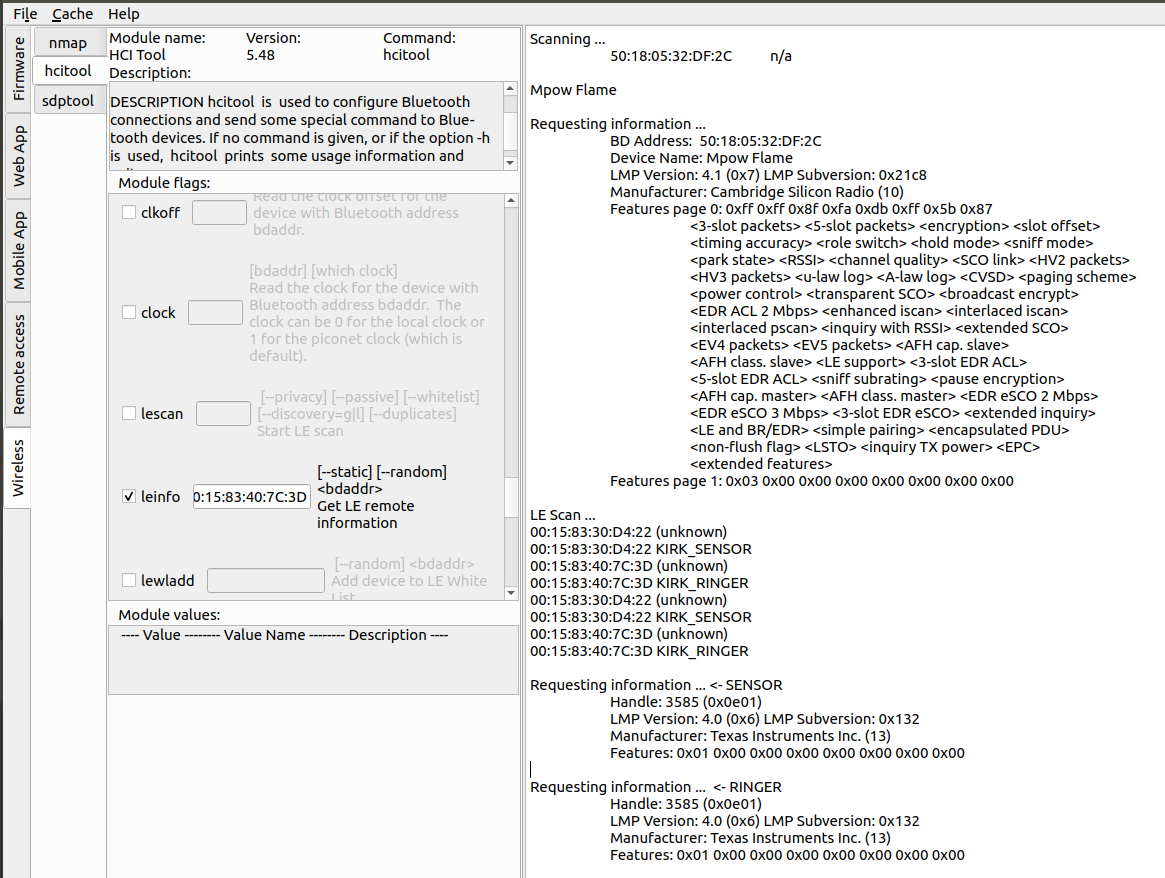 File Cache Help
Firmware
Web App
Mobile App
Remote access
Wireless
nmap
hcitool
sdptool
Module name: Version: Command:
HCI Tool 5.48 hcitool
Description:
DESCRIPTION hcitool is used to configure Bluetooth
connections and send some special command to Blue-
tooth devices. If no command is given, or if the option -h
is used, hcitool prints some usage information and
Module flags:
Read the clock offset for the
clkoff device with Bluetooth address
bdaddr.
[bdaddr] [which clock]
Read the clock for the device with
clock Bluetooth address bdaddr. The
clock can be 0 for the local clock or
1 for the piconet clock (which is
default).
[--privacy] [--passive] [--whitelist]
lescan [--discovery=g|l] [--duplicates]
Start LE scan
[--static] [--random]
leinfo 0:15:83:40:7C:3D <bdaddr>
Get LE remote
information
[--random] <bdaddr>
lewladd Add device to LE White
List
Module values:
---- Value -------- Value Name -------- Description ----
Scanning ...
50:18:05:32:DF:2C n/a
Mpow Flame
Requesting information ...
BD Address: 50:18:05:32:DF:2C
Device Name: Mpow Flame
LMP Version: 4.1 (0x7) LMP Subversion: 0x21c8
Manufacturer: Cambridge Silicon Radio (10)
Features page 0: 0xff 0xff 0x8f 0xfa 0xdb 0xff 0x5b 0x87
<3-slot packets> <5-slot packets> <encryption> <slot offset>
<timing accuracy> <role switch> <hold mode> <sniff mode>
<park state> <RSSI> <channel quality> <SCO link> <HV2 packets>
<HV3 packets> <u-law log> <A-law log> <CVSD> <paging scheme>
<power control> <transparent SCO> <broadcast encrypt>
<EDR ACL 2 Mbps> <enhanced iscan> <interlaced iscan>
<interlaced pscan> <inquiry with RSSI> <extended SCO>
<EV4 packets> <EV5 packets> <AFH cap. slave>
<AFH class. slave> <LE support> <3-slot EDR ACL>
<5-slot EDR ACL> <sniff subrating> <pause encryption>
<AFH cap. master> <AFH class. master> <EDR eSCO 2 Mbps>
<EDR eSCO 3 Mbps> <3-slot EDR eSCO> <extended inquiry>
<LE and BR/EDR> <simple pairing> <encapsulated PDU>
<non-flush flag> <LSTO> <inquiry TX power> <EPC>
<extended features>
Features page 1: 0x03 0x00 0x00 0x00 0x00 0x00 0x00 0x00
LE Scan ...
00:15:83:30:D4:22 (unknown)
00:15:83:30:D4:22 KIRK_SENSOR
00:15:83:40:7C:3D (unknown)
00:15:83:40:7C:3D KIRK_RINGER
00:15:83:30:D4:22 (unknown)
00:15:83:30:D4:22 KIRK_SENSOR
00:15:83:40:7C:3D (unknown)
00:15:83:40:7C:3D KIRK_RINGER
Requesting information ... <- SENSOR
Handle: 3585 (0x0e01)
LMP Version: 4.0 (0x6) LMP Subversion: 0x132
Manufacturer: Texas Instruments Inc. (13)
Features: 0x01 0x00 0x00 0x00 0x00 0x00 0x00 0x00
Requesting information ... <- RINGER
Handle: 3585 (0x0e01)
LMP Version: 4.0 (0x6) LMP Subversion: 0x132
Manufacturer: Texas Instruments Inc. (13)
Features: 0x01 0x00 0x00 0x00 0x00 0x00 0x00 0x00